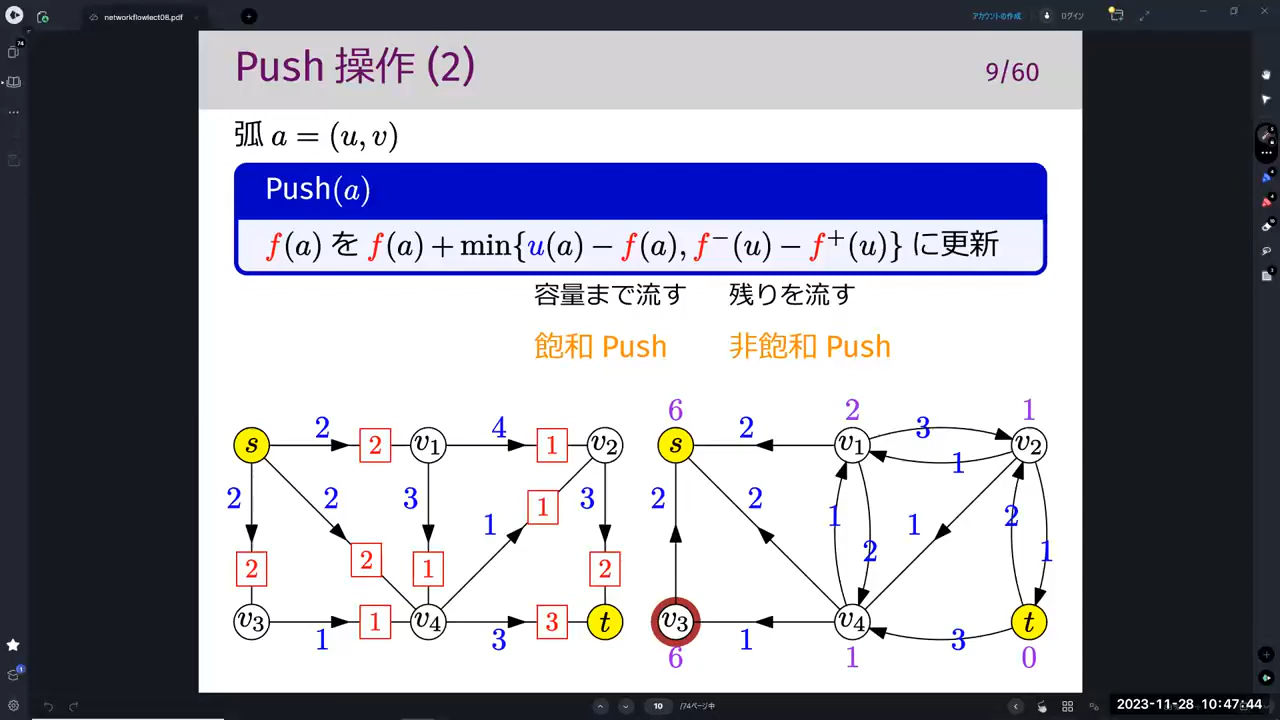 networkflowlect08.pdf
アカウントの作成
ログイン
74
Push 操作 (2)
9/60
弧 a = (u, v)
Push(a)
f(a) を f(a) + min{u(a) − f(a), f⁻(u) − f⁺(u)} に更新
容量まで流す 残りを流す
飽和 Push 非飽和 Push
6 2 1
s 2 2 v1 4 1 v2
s 2 v1 3 1 v2
2 2 3 1 1 3
2 2 1 1 2 1 2 1
2 2 1 2
v3 1 1 v4 3 3 t
v3 1 v4 3 t
6 1 0
10 /74ページ中
2023-11-28 10:47:44